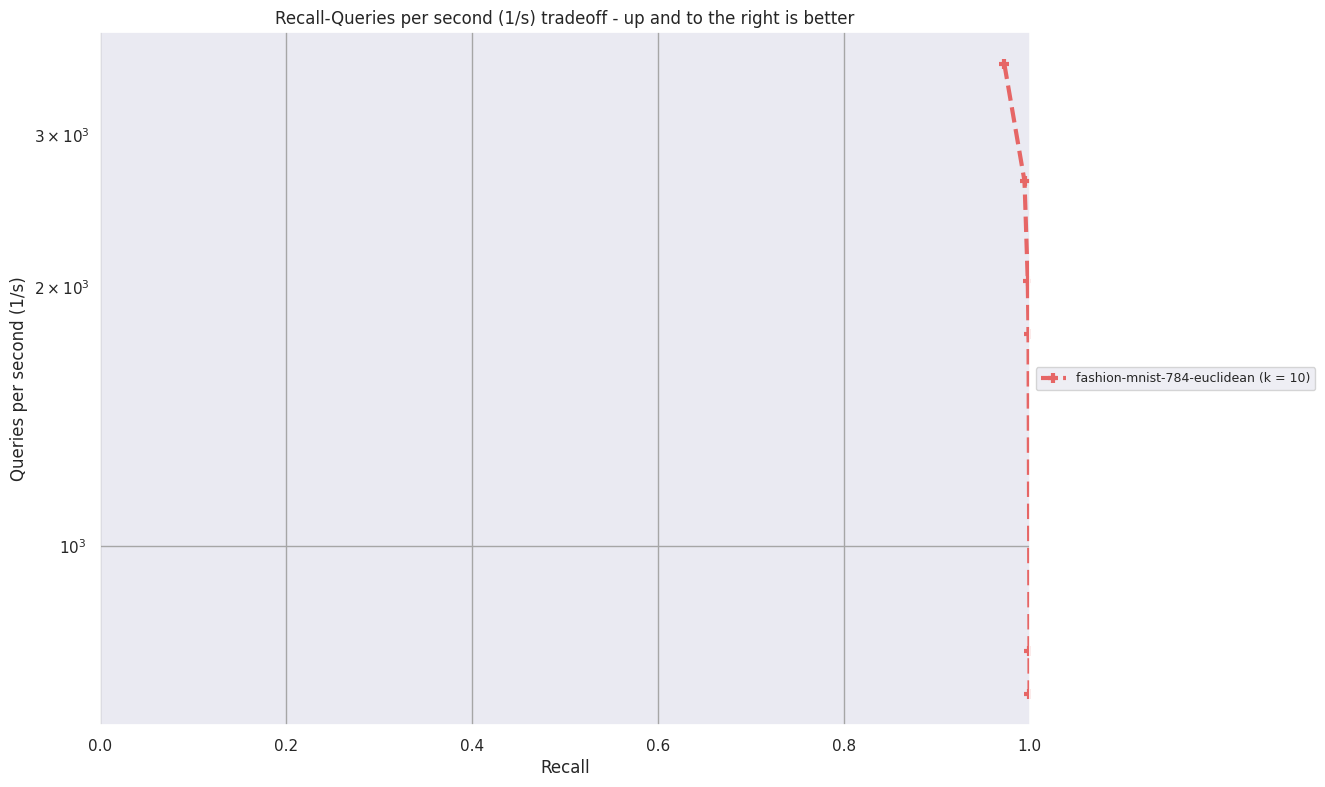 Recall-Queries per second (1/s) tradeoff - up and to the right is better
Queries per second (1/s)
3 × 10³
2 × 10³
10³
fashion-mnist-784-euclidean (k = 10)
0.0 0.2 0.4 0.6 0.8 1.0
Recall